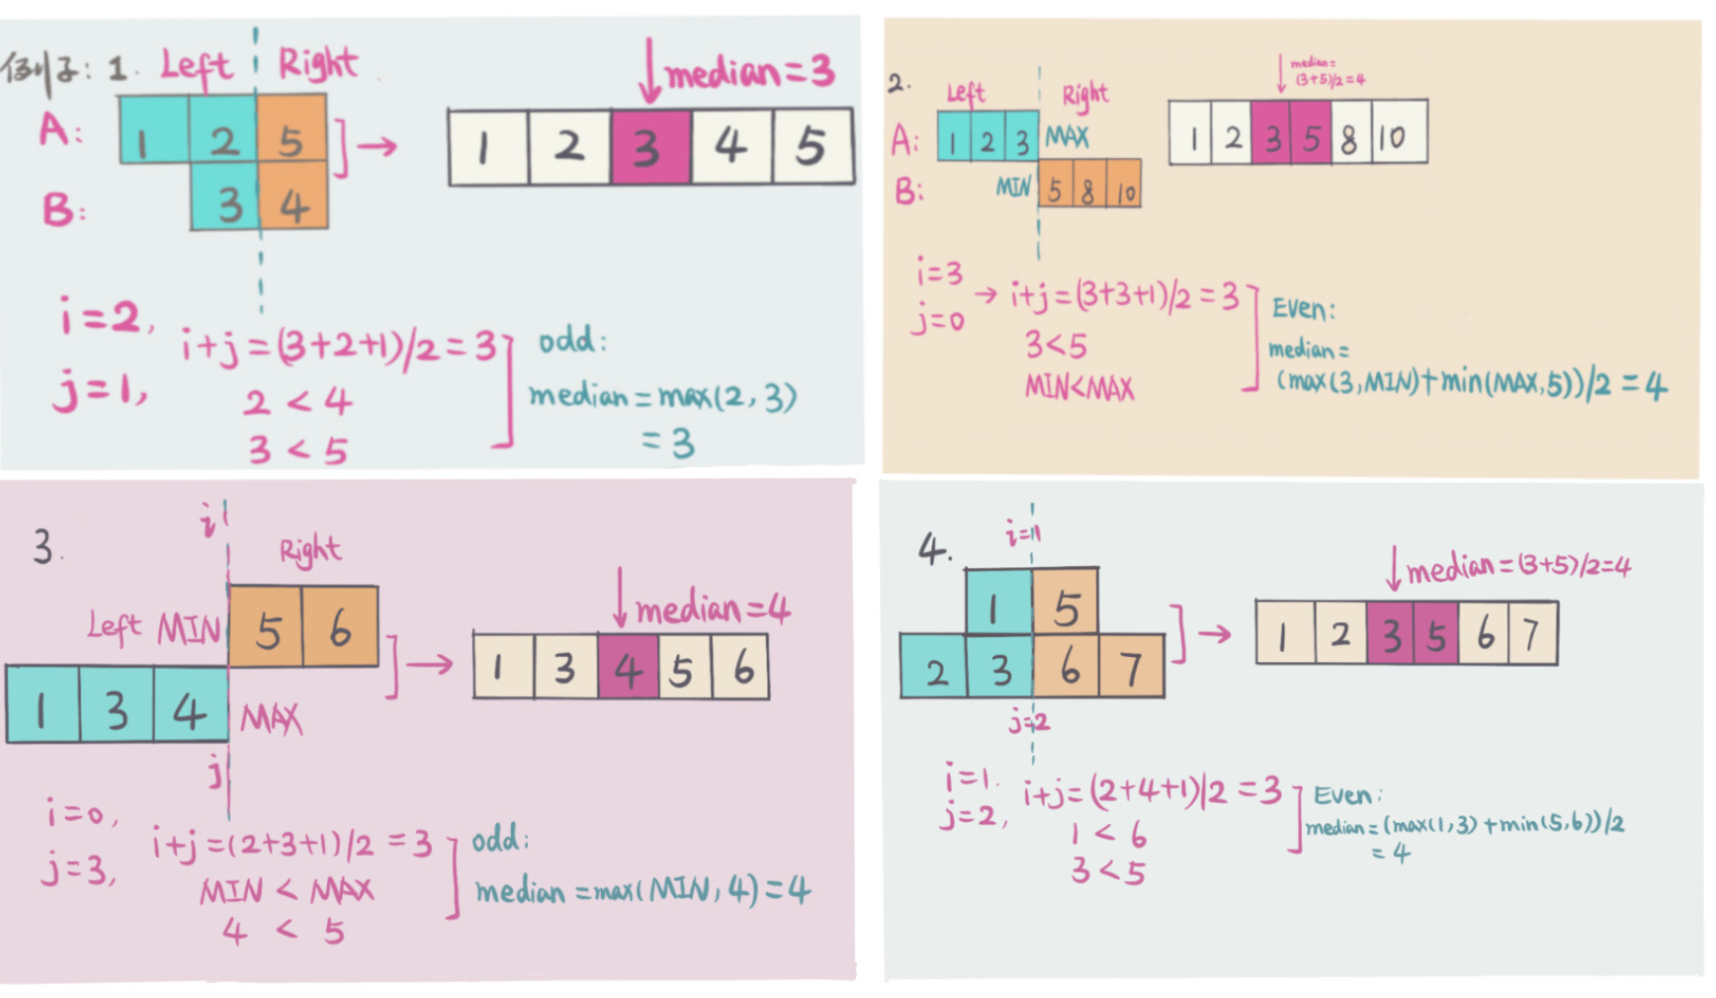 例子: 1. Left Right
median=3
A: 1 2 5
1 2 3 4 5
B: 3 4
i=2,
j=1,
i+j=(3+2+1)/2=3
2 < 4
3 < 5
odd:
median=max(2,3)
=3
2.
Left Right
median=
(3+5)/2=4
A: 1 2 3 MAX
1 2 3 5 8 10
B: MIN 5 8 10
i=3
j=0
→ i+j=(3+3+1)/2=3
3<5
MIN<MAX
Even:
median=
(max(3,MIN)+min(MAX,5))/2=4
3.
i
Right
Left MIN 5 6
1 3 4 MAX
j
median=4
1 3 4 5 6
i=0,
j=3,
i+j=(2+3+1)/2=3
MIN < MAX
4 < 5
odd:
median=max(MIN,4)=4
4.
i=1
1 5
2 3 6 7
j=2
median=(3+5)/2=4
1 2 3 5 6 7
i=1.
j=2,
i+j=(2+4+1)/2=3
1 < 6
3 < 5
Even:
median=(max(1,3)+min(5,6))/2
=4